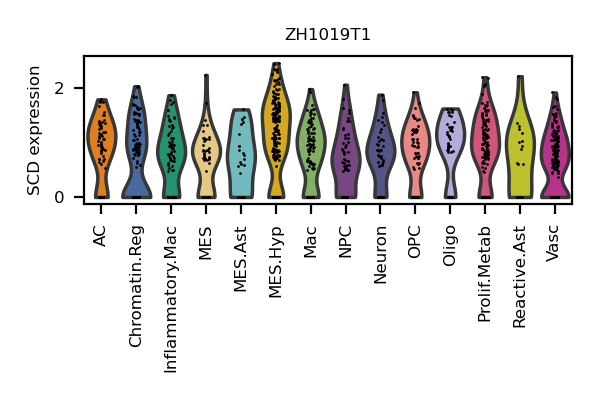 ZH1019T1
SCD expression
2
0
AC
Chromatin.Reg
Inflammatory.Mac
MES
MES.Ast
MES.Hyp
Mac
NPC
Neuron
OPC
Oligo
Prolif.Metab
Reactive.Ast
Vasc